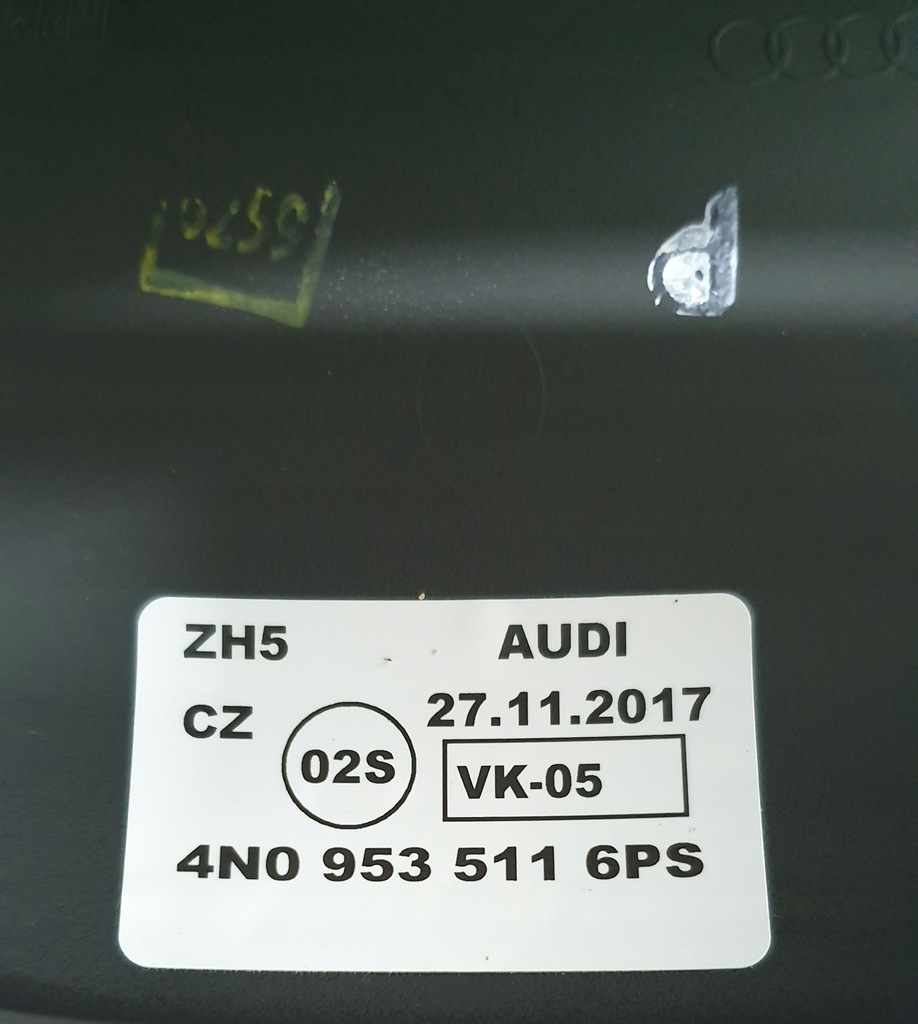 ZH5 AUDI
CZ 27.11.2017
02S VK-05
4N0 953 511 6PS